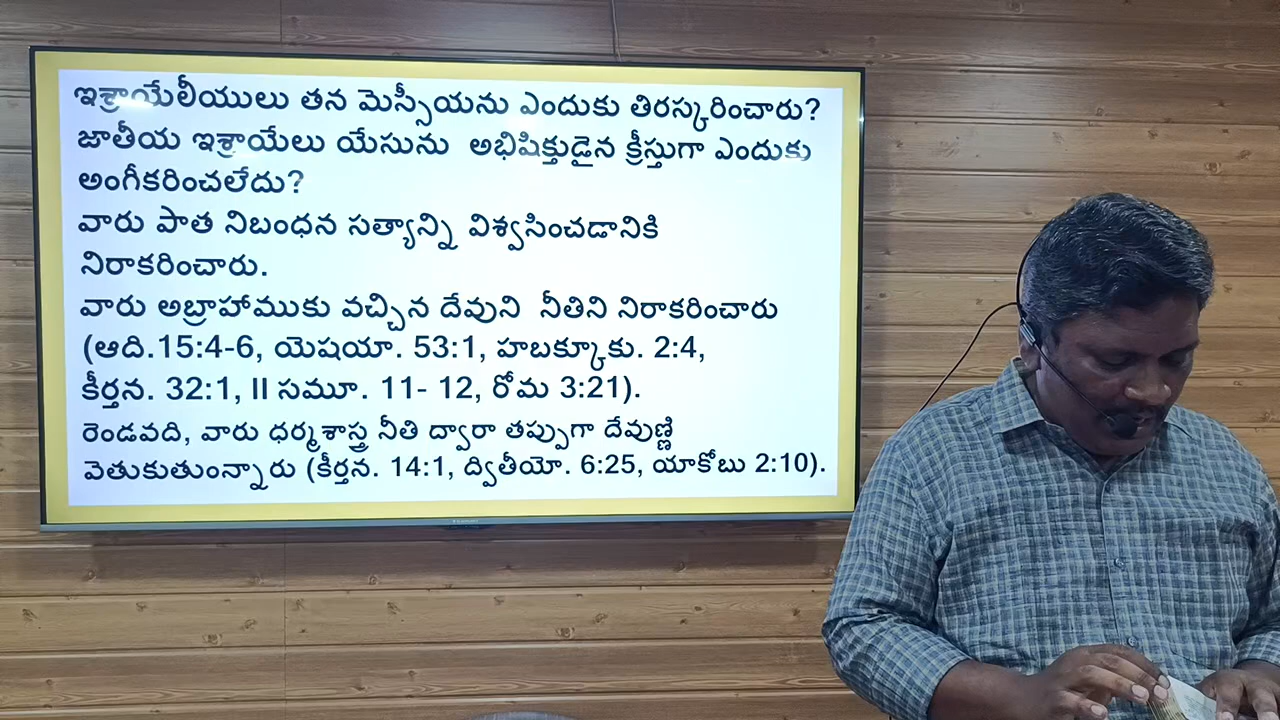 ఇశ్రాయేలీయులు తన మెస్సీయను ఎందుకు తిరస్కరించారు?
జాతీయ ఇశ్రాయేలు యేసును అభిషిక్తుడైన క్రీస్తుగా ఎందుకు
అంగీకరించలేదు?
వారు పాత నిబంధన సత్యాన్ని విశ్వసించడానికి
నిరాకరించారు.
వారు అబ్రాహాముకు వచ్చిన దేవుని నీతిని నిరాకరించారు
(ఆది.15:4-6, యెషయా. 53:1, హబక్కూకు. 2:4,
కీర్తన. 32:1, II సమూ. 11- 12, రోమ 3:21).
రెండవది, వారు ధర్మశాస్త్ర నీతి ద్వారా తప్పుగా దేవుణ్ణి
వెతుకుతుంన్నారు (కీర్తన. 14:1, ద్వితీయో. 6:25, యాకోబు 2:10).